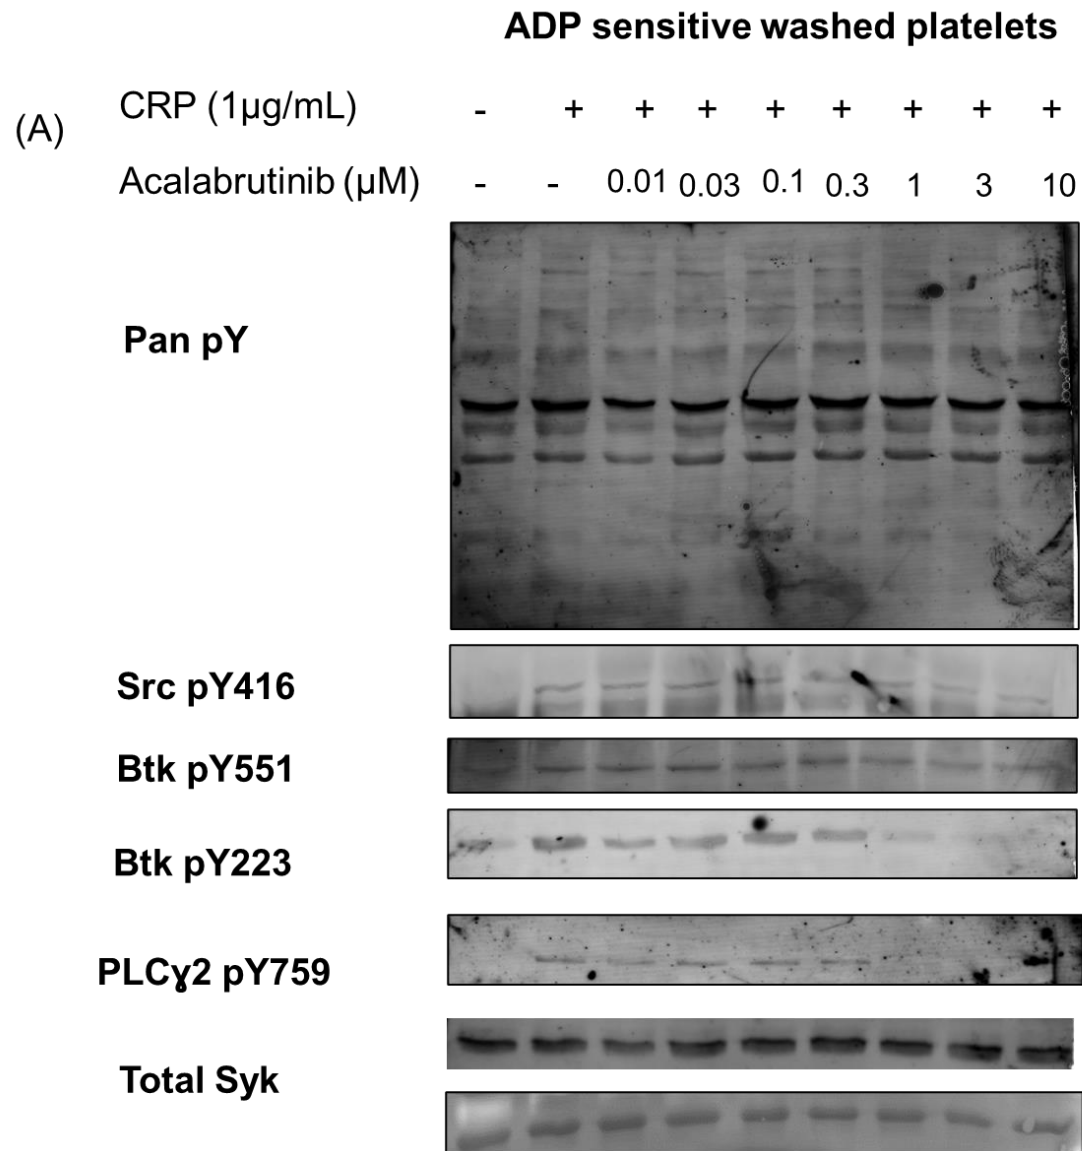 ADP sensitive washed platelets
(A) CRP (1µg/mL) - + + + + + + + +
Acalabrutinib (µM) - - 0.01 0.03 0.1 0.3 1 3 10
Pan pY
Src pY416
Btk pY551
Btk pY223
PLCɣ2 pY759
Total Syk